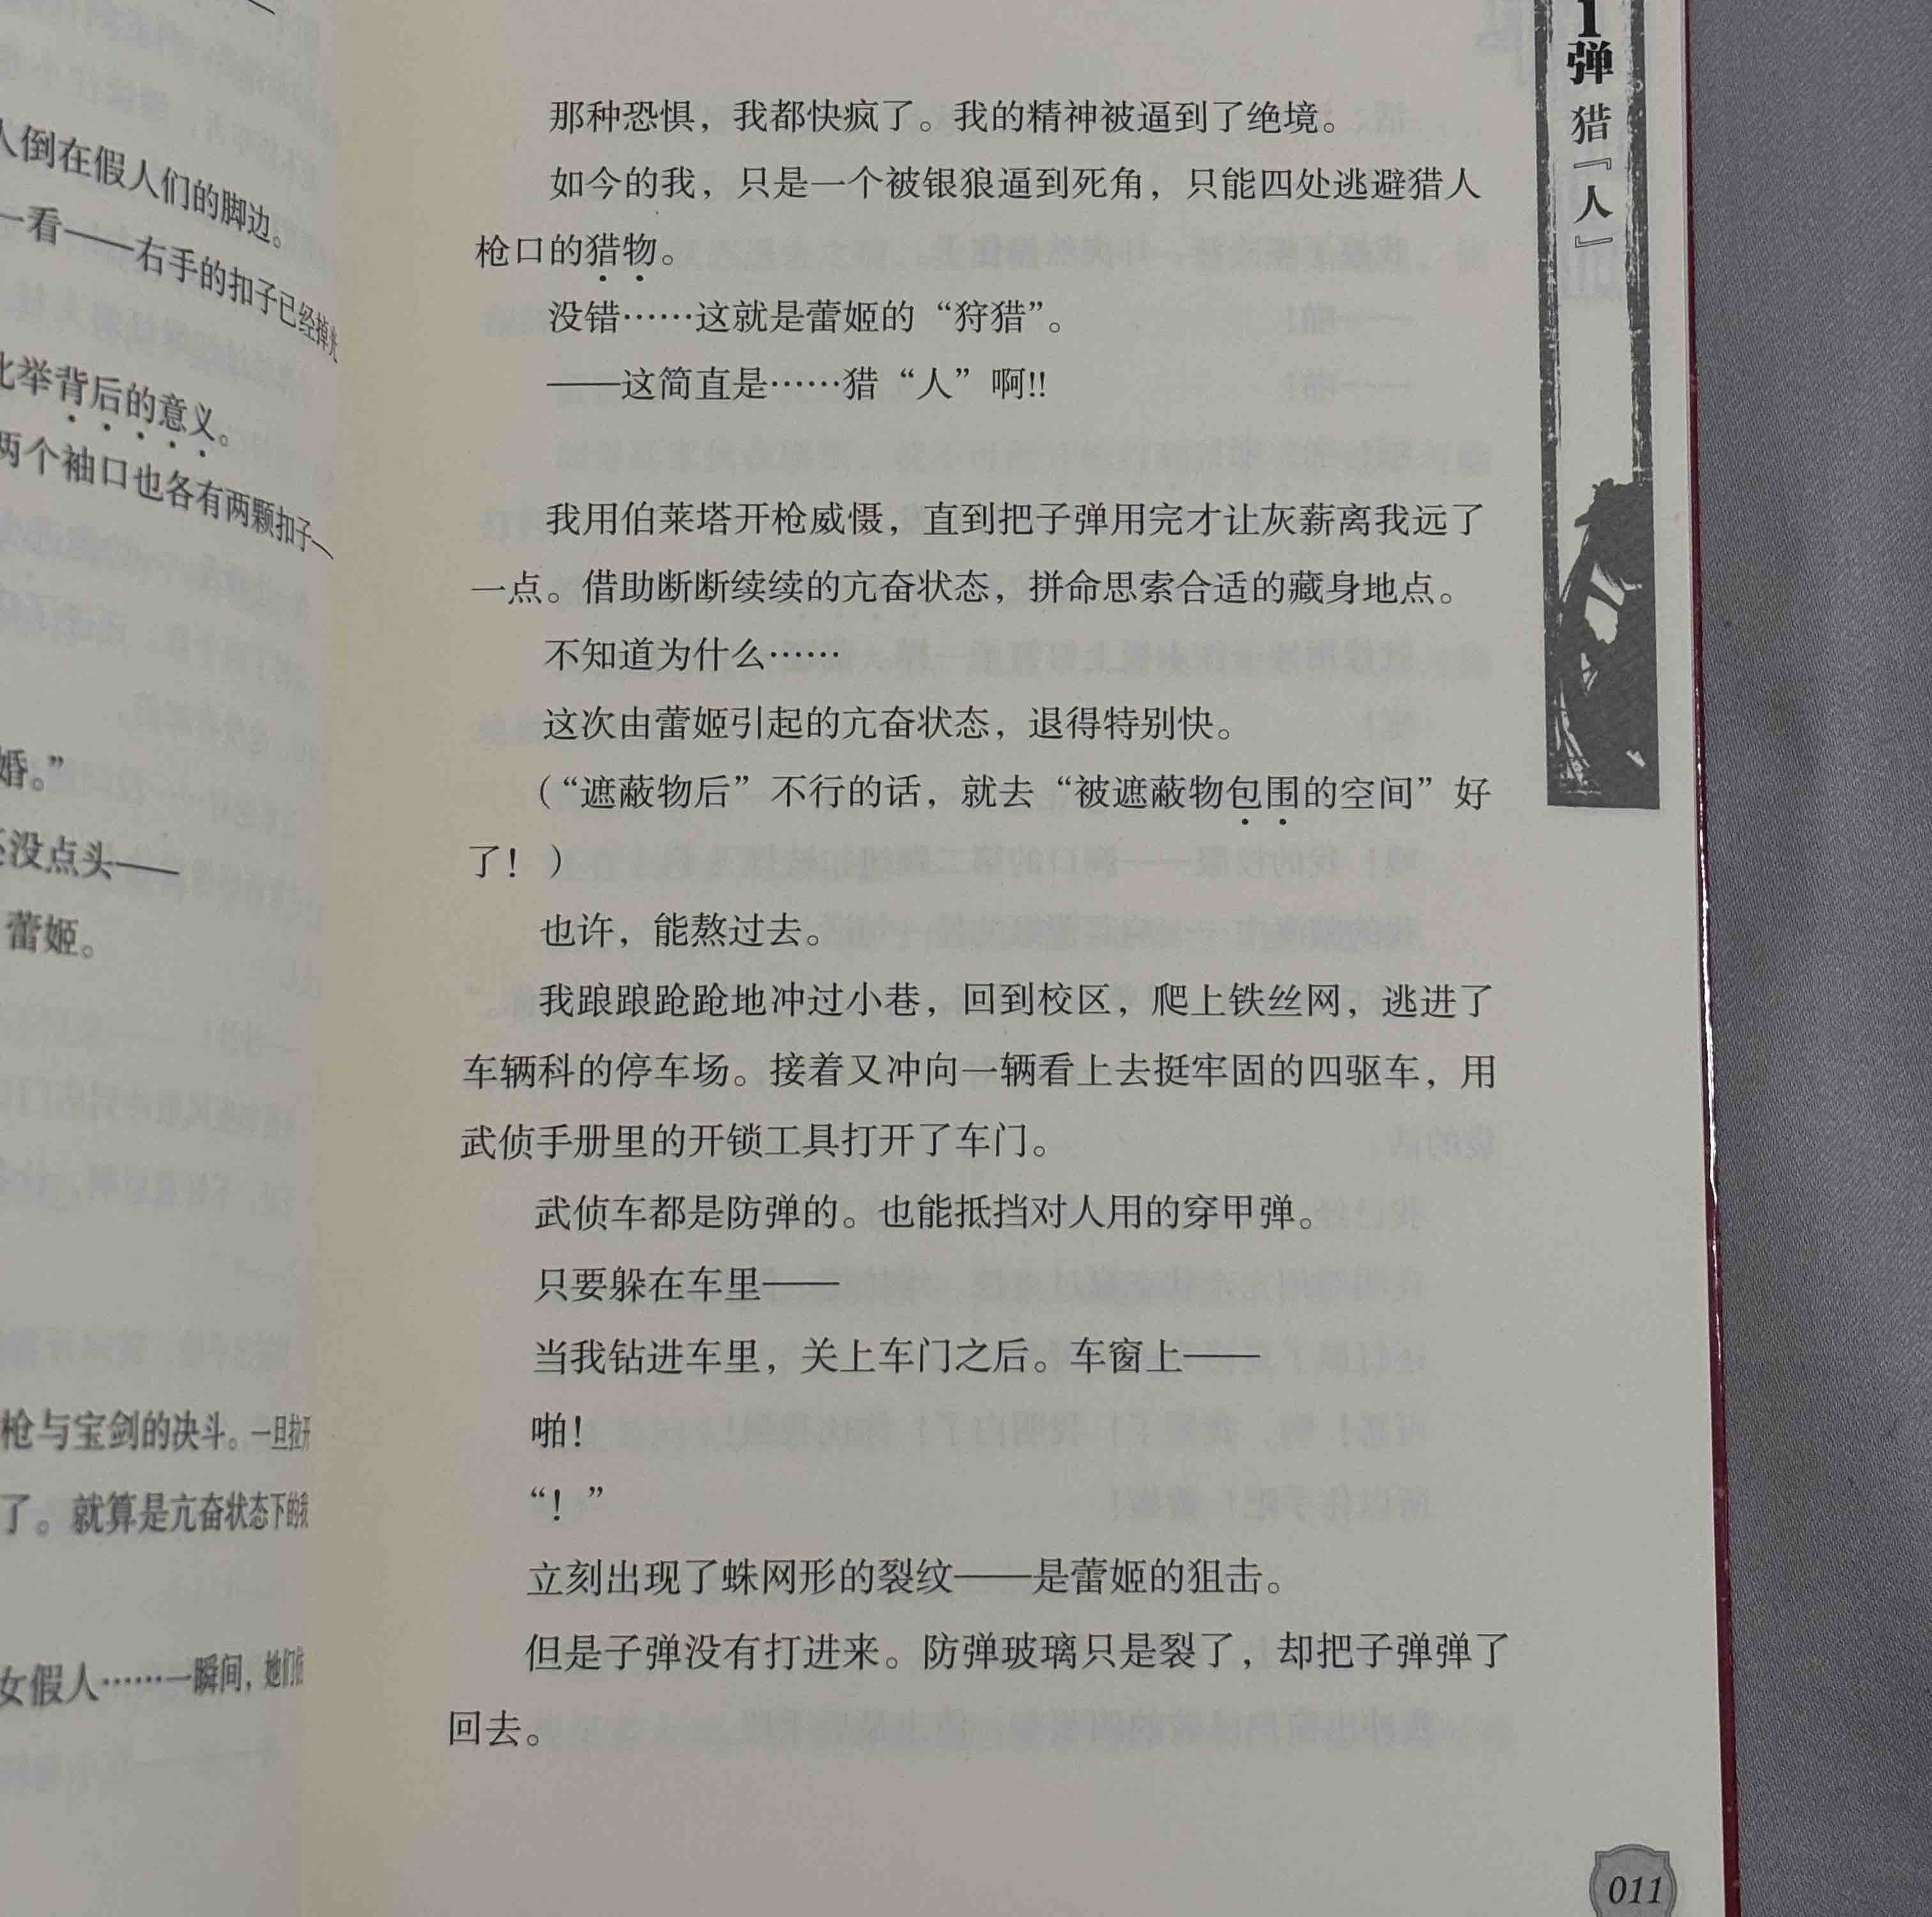 人倒在假人们的脚边。
一看——右手的扣子已经掉光
此举背后的意义。
两个袖口也各有两颗扣子—
婚。”
还没点头——
蕾姬。
枪与宝剑的决斗。一旦拉开
了。就算是亢奋状态下的我
女假人……一瞬间，她们
那种恐惧，我都快疯了。我的精神被逼到了绝境。
如今的我，只是一个被银狼逼到死角，只能四处逃避猎人
枪口的猎物。
没错……这就是蕾姬的“狩猎”。
——这简直是……猎“人”啊!!
我用伯莱塔开枪威慑，直到把子弹用完才让灰薪离我远了
一点。借助断断续续的亢奋状态，拼命思索合适的藏身地点。
不知道为什么……
这次由蕾姬引起的亢奋状态，退得特别快。
（“遮蔽物后”不行的话，就去“被遮蔽物包围的空间”好
了！）
也许，能熬过去。
我踉踉跄跄地冲过小巷，回到校区，爬上铁丝网，逃进了
车辆科的停车场。接着又冲向一辆看上去挺牢固的四驱车，用
武侦手册里的开锁工具打开了车门。
武侦车都是防弹的。也能抵挡对人用的穿甲弹。
只要躲在车里——
当我钻进车里，关上车门之后。车窗上——
啪！
“！”
立刻出现了蛛网形的裂纹——是蕾姬的狙击。
但是子弹没有打进来。防弹玻璃只是裂了，却把子弹弹了
回去。
1弹 猎『人』
011